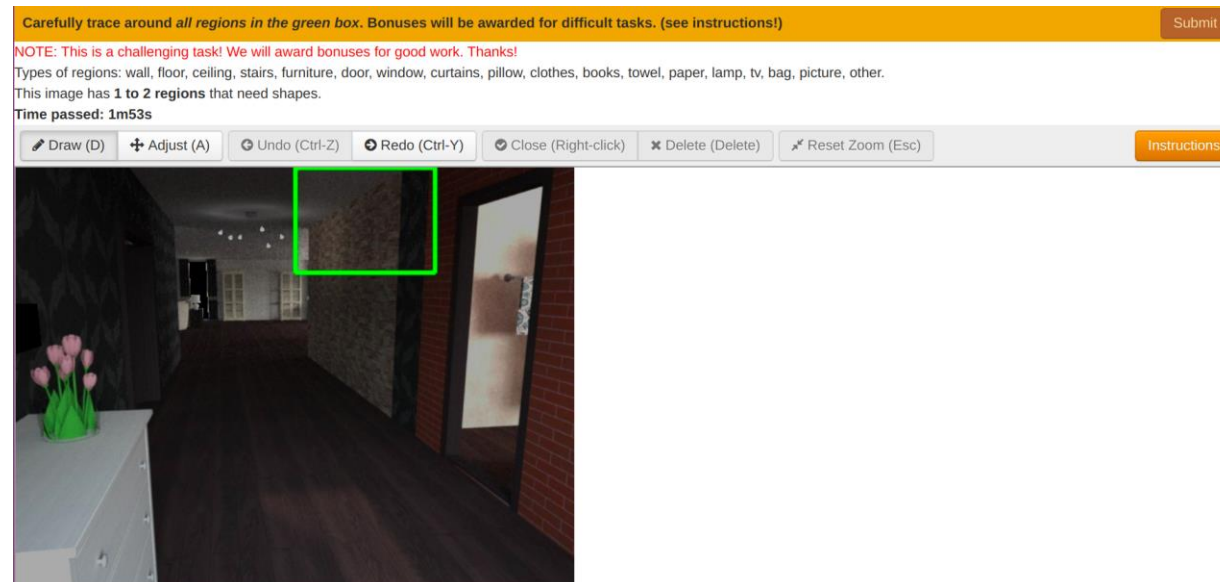 Carefully trace around all regions in the green box. Bonuses will be awarded for difficult tasks. (see instructions!)
Submit
NOTE: This is a challenging task! We will award bonuses for good work. Thanks!
Types of regions: wall, floor, ceiling, stairs, furniture, door, window, curtains, pillow, clothes, books, towel, paper, lamp, tv, bag, picture, other.
This image has 1 to 2 regions that need shapes.
Time passed: 1m53s
Draw (D) Adjust (A) Undo (Ctrl-Z) Redo (Ctrl-Y) Close (Right-click) Delete (Delete) Reset Zoom (Esc) Instructions